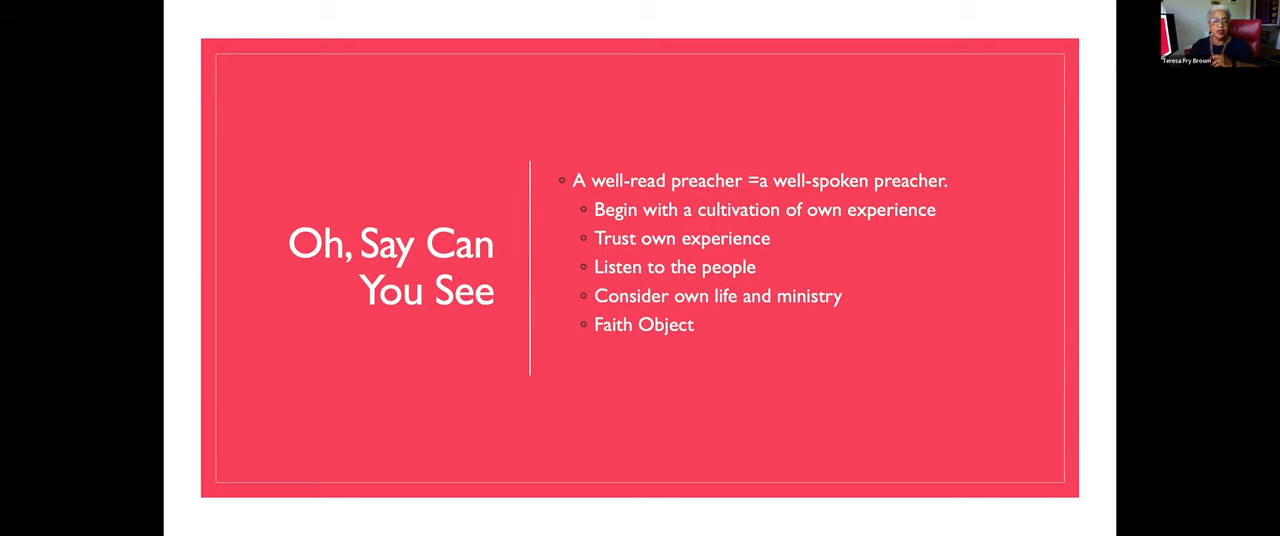 Oh, Say Can
You See
A well-read preacher =a well-spoken preacher.
Begin with a cultivation of own experience
Trust own experience
Listen to the people
Consider own life and ministry
Faith Object
Teresa Fry Brown